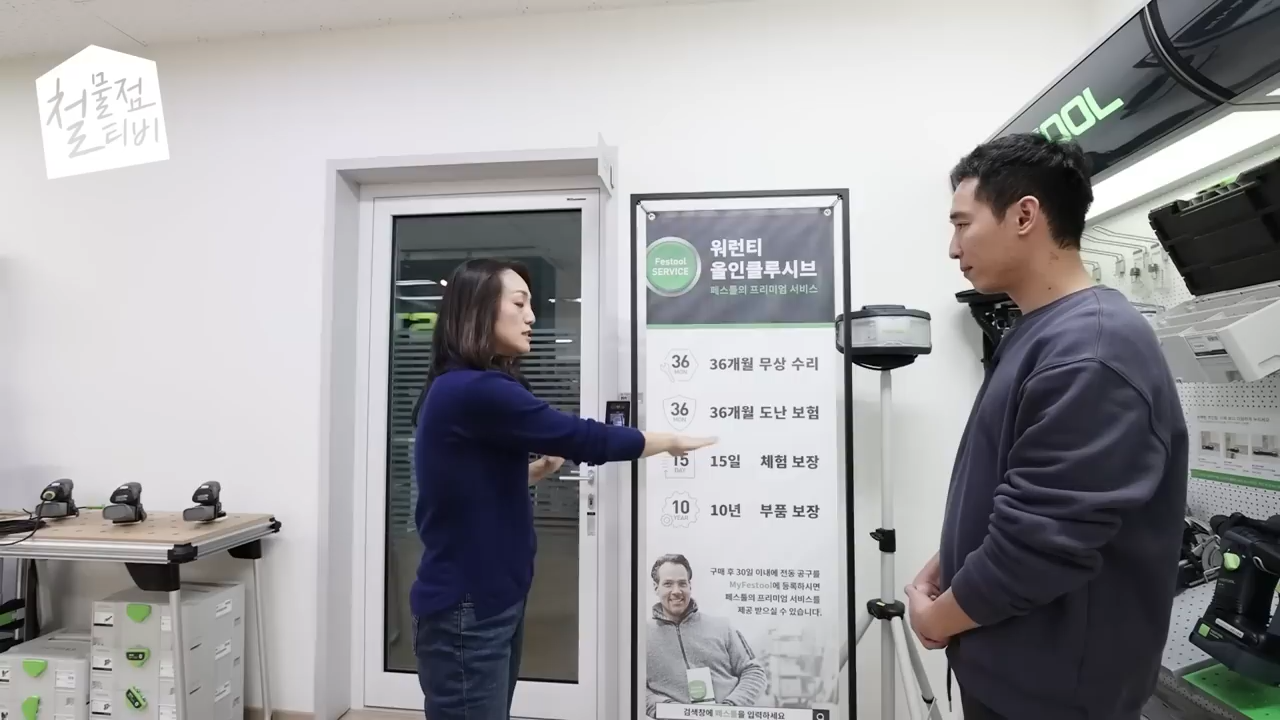 철물점
티비
OOL
Festool
SERVICE
워런티
올인클루시브
페스툴의 프리미엄 서비스
36
36개월 무상 수리
36
36개월 도난 보험
15
DAY
15일 체험 보장
10
YEAR
10년 부품 보장
구매 후 30일 이내에 전동 공구를
MyFestool에 등록하시면
페스툴의 프리미엄 서비스를
제공 받으실 수 있습니다.
검색창에 페스툴을 입력하세요